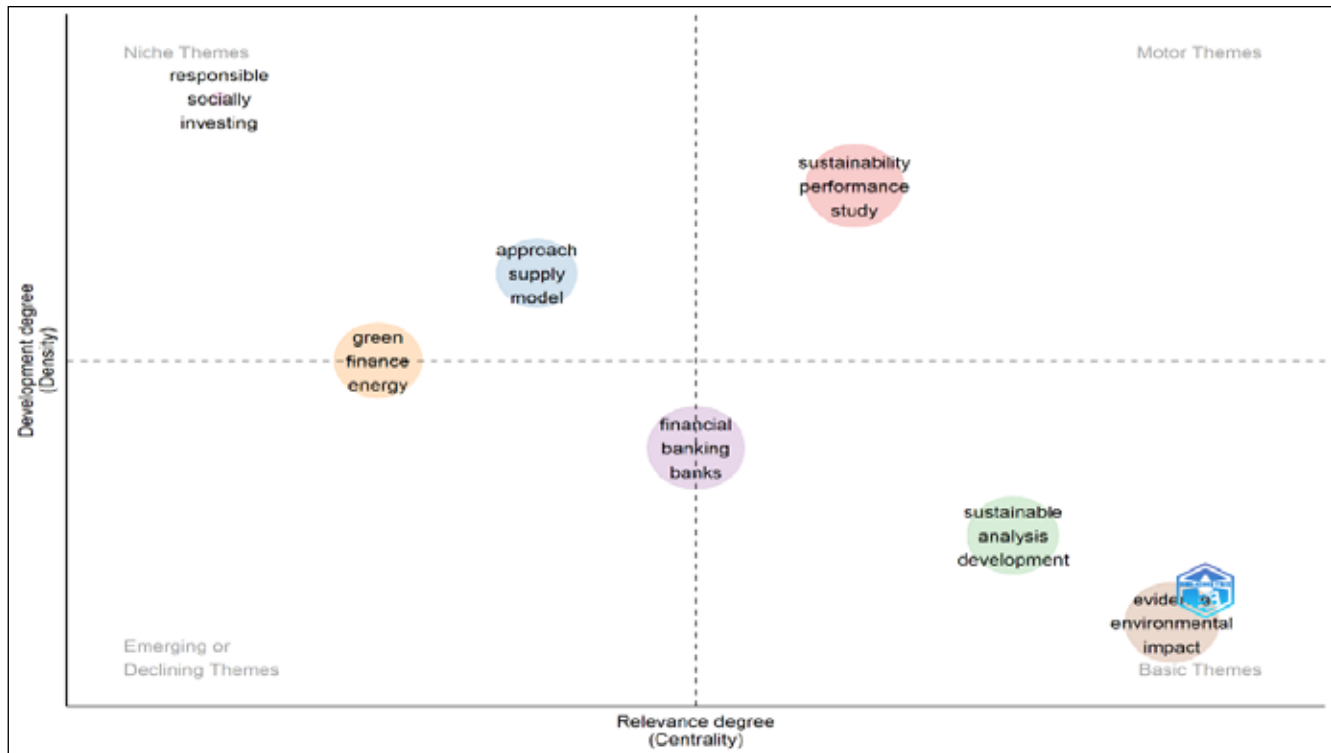 Niche Themes
Motor Themes
responsible
socially
investing
sustainability
performance
study
approach
supply
model
green
finance
energy
Development degree
(Density)
financial
banking
banks
sustainable
analysis
development
environmental
impact
Emerging or
Declining Themes
Basic Themes
Relevance degree
(Centrality)